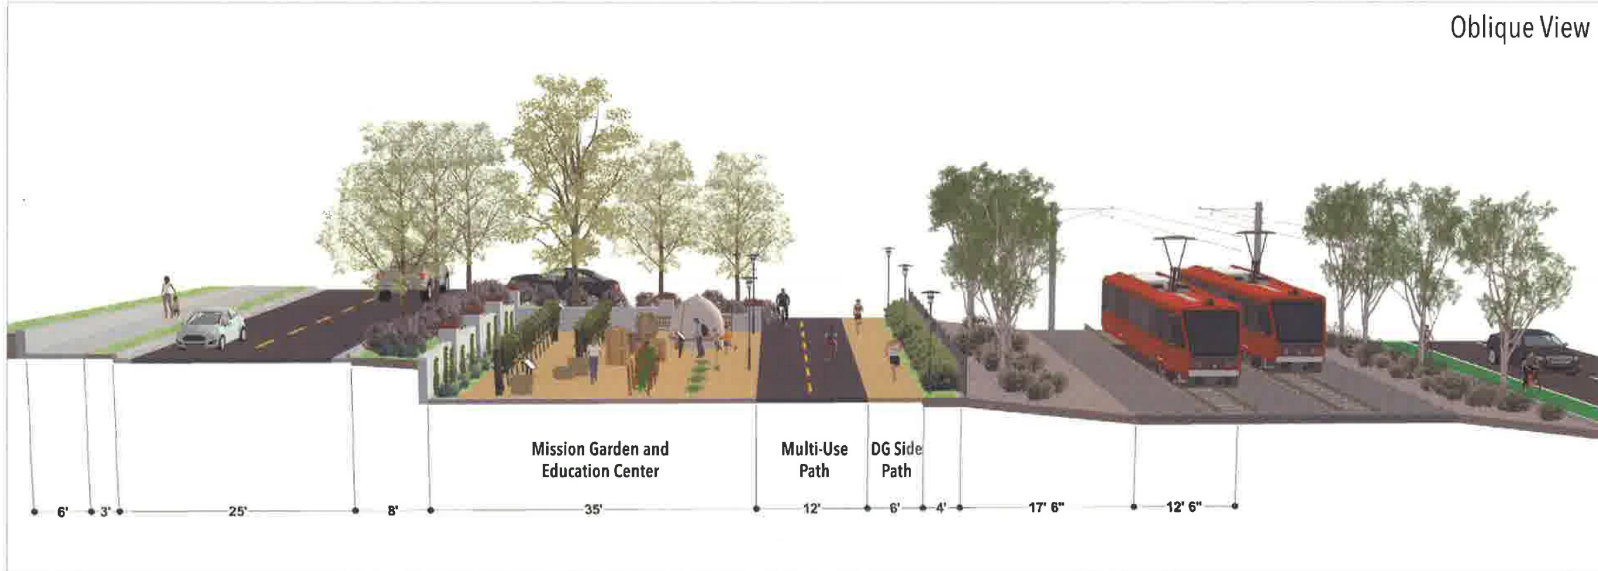 Oblique View
Mission Garden and
Education Center
Multi-Use
Path
DG Side
Path
6'
3'
25'
8'
35'
12'
6'
4'
17' 6"
12' 6"